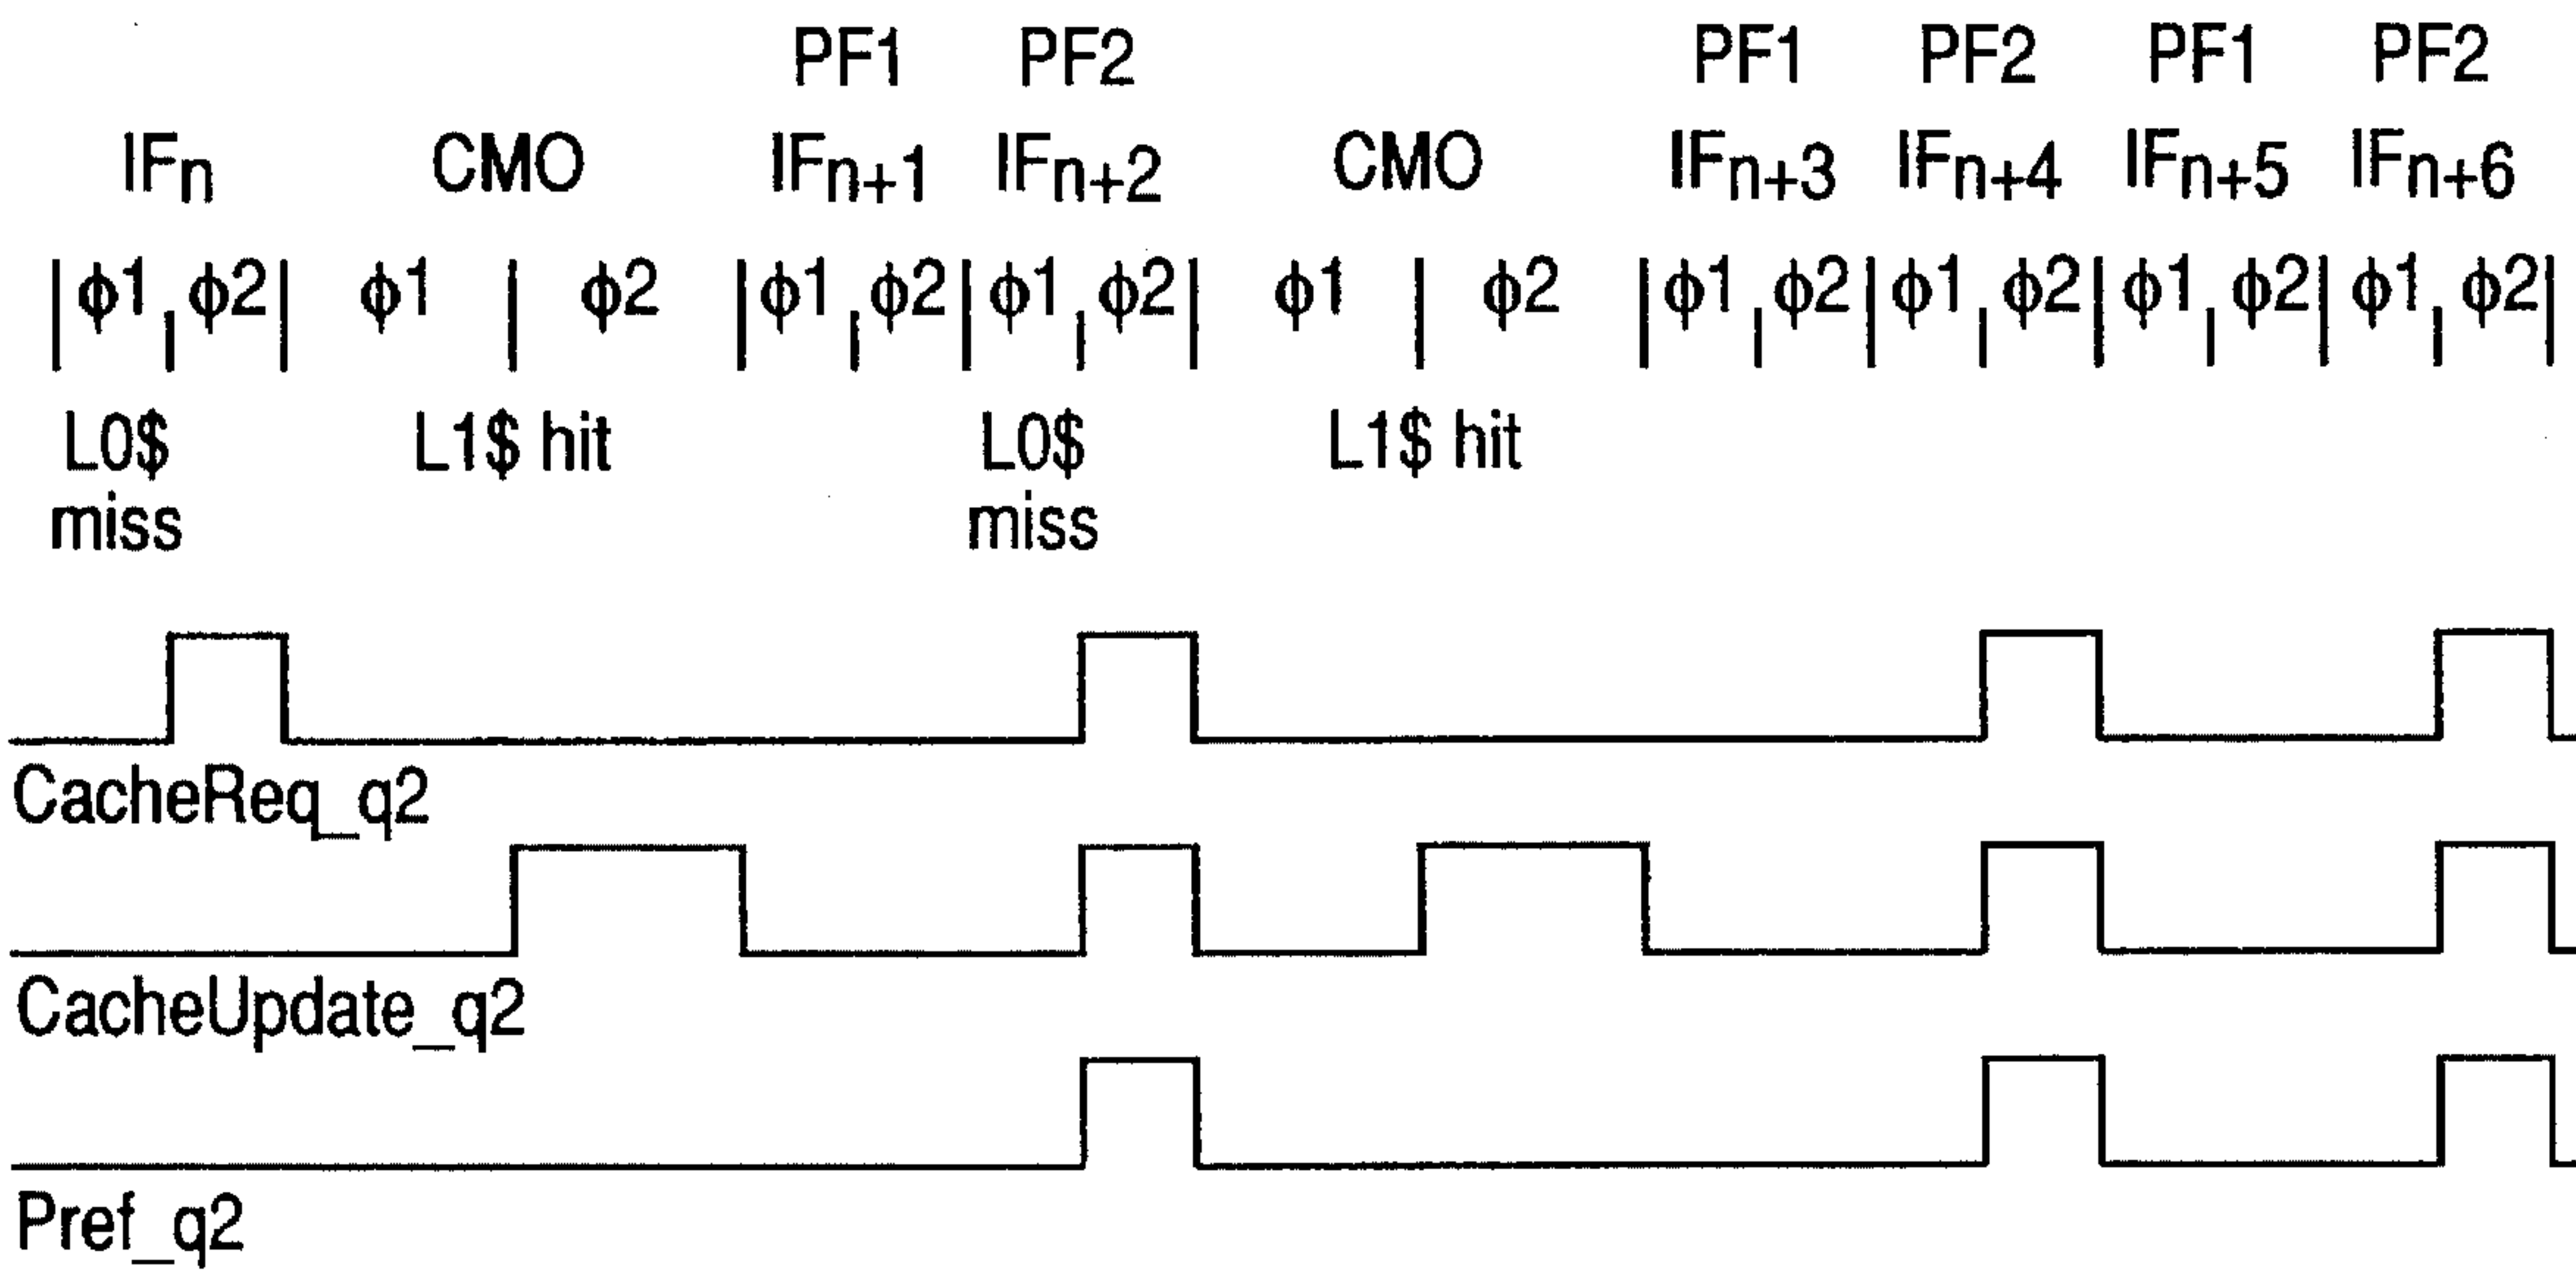 PF1 PF2 PF1 PF2 PF1 PF2
IFn CMO IFn+1 IFn+2 CMO IFn+3 IFn+4 IFn+5 IFn+6
ϕ1 ϕ2 ϕ1 ϕ2 ϕ1 ϕ2 ϕ1 ϕ2 ϕ1 ϕ2 ϕ1 ϕ2 ϕ1 ϕ2 ϕ1 ϕ2 ϕ1 ϕ2
L0$ L1$ hit L0$ L1$ hit
miss miss
CacheReq_q2
CacheUpdate_q2
Pref_q2